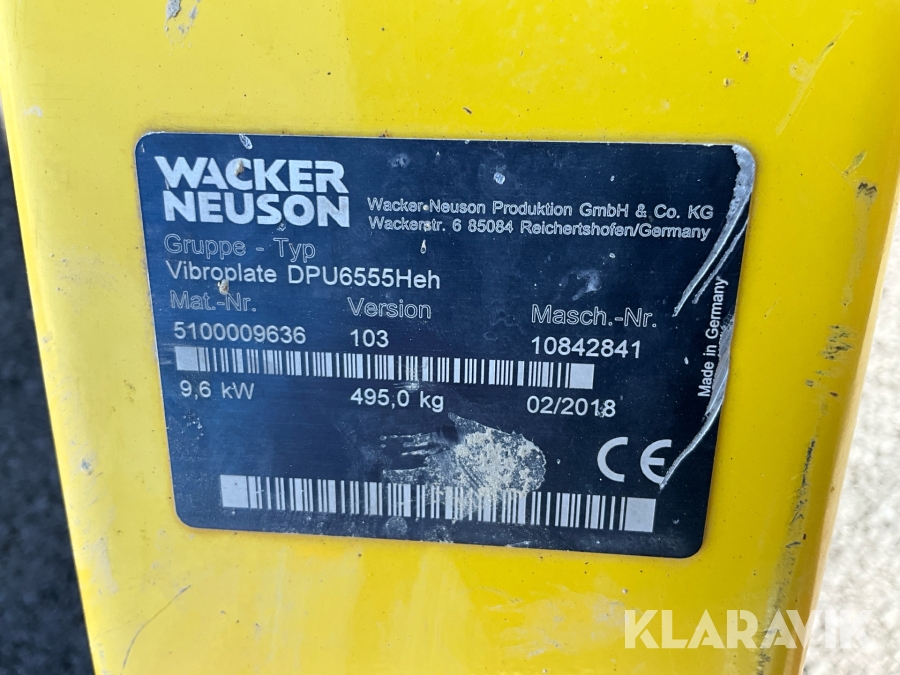 WACKER
NEUSON
Wacker Neuson Produktion GmbH & Co. KG
Wackerstr. 6 85084 Reichertshofen/Germany
Gruppe - Typ
Vibroplate DPU6555Heh
Mat.-Nr. Version Masch.-Nr.
5100009636 103 10842841
9,6 kW 495,0 kg 02/2018
Made in Germany
CE
KLARAVIK